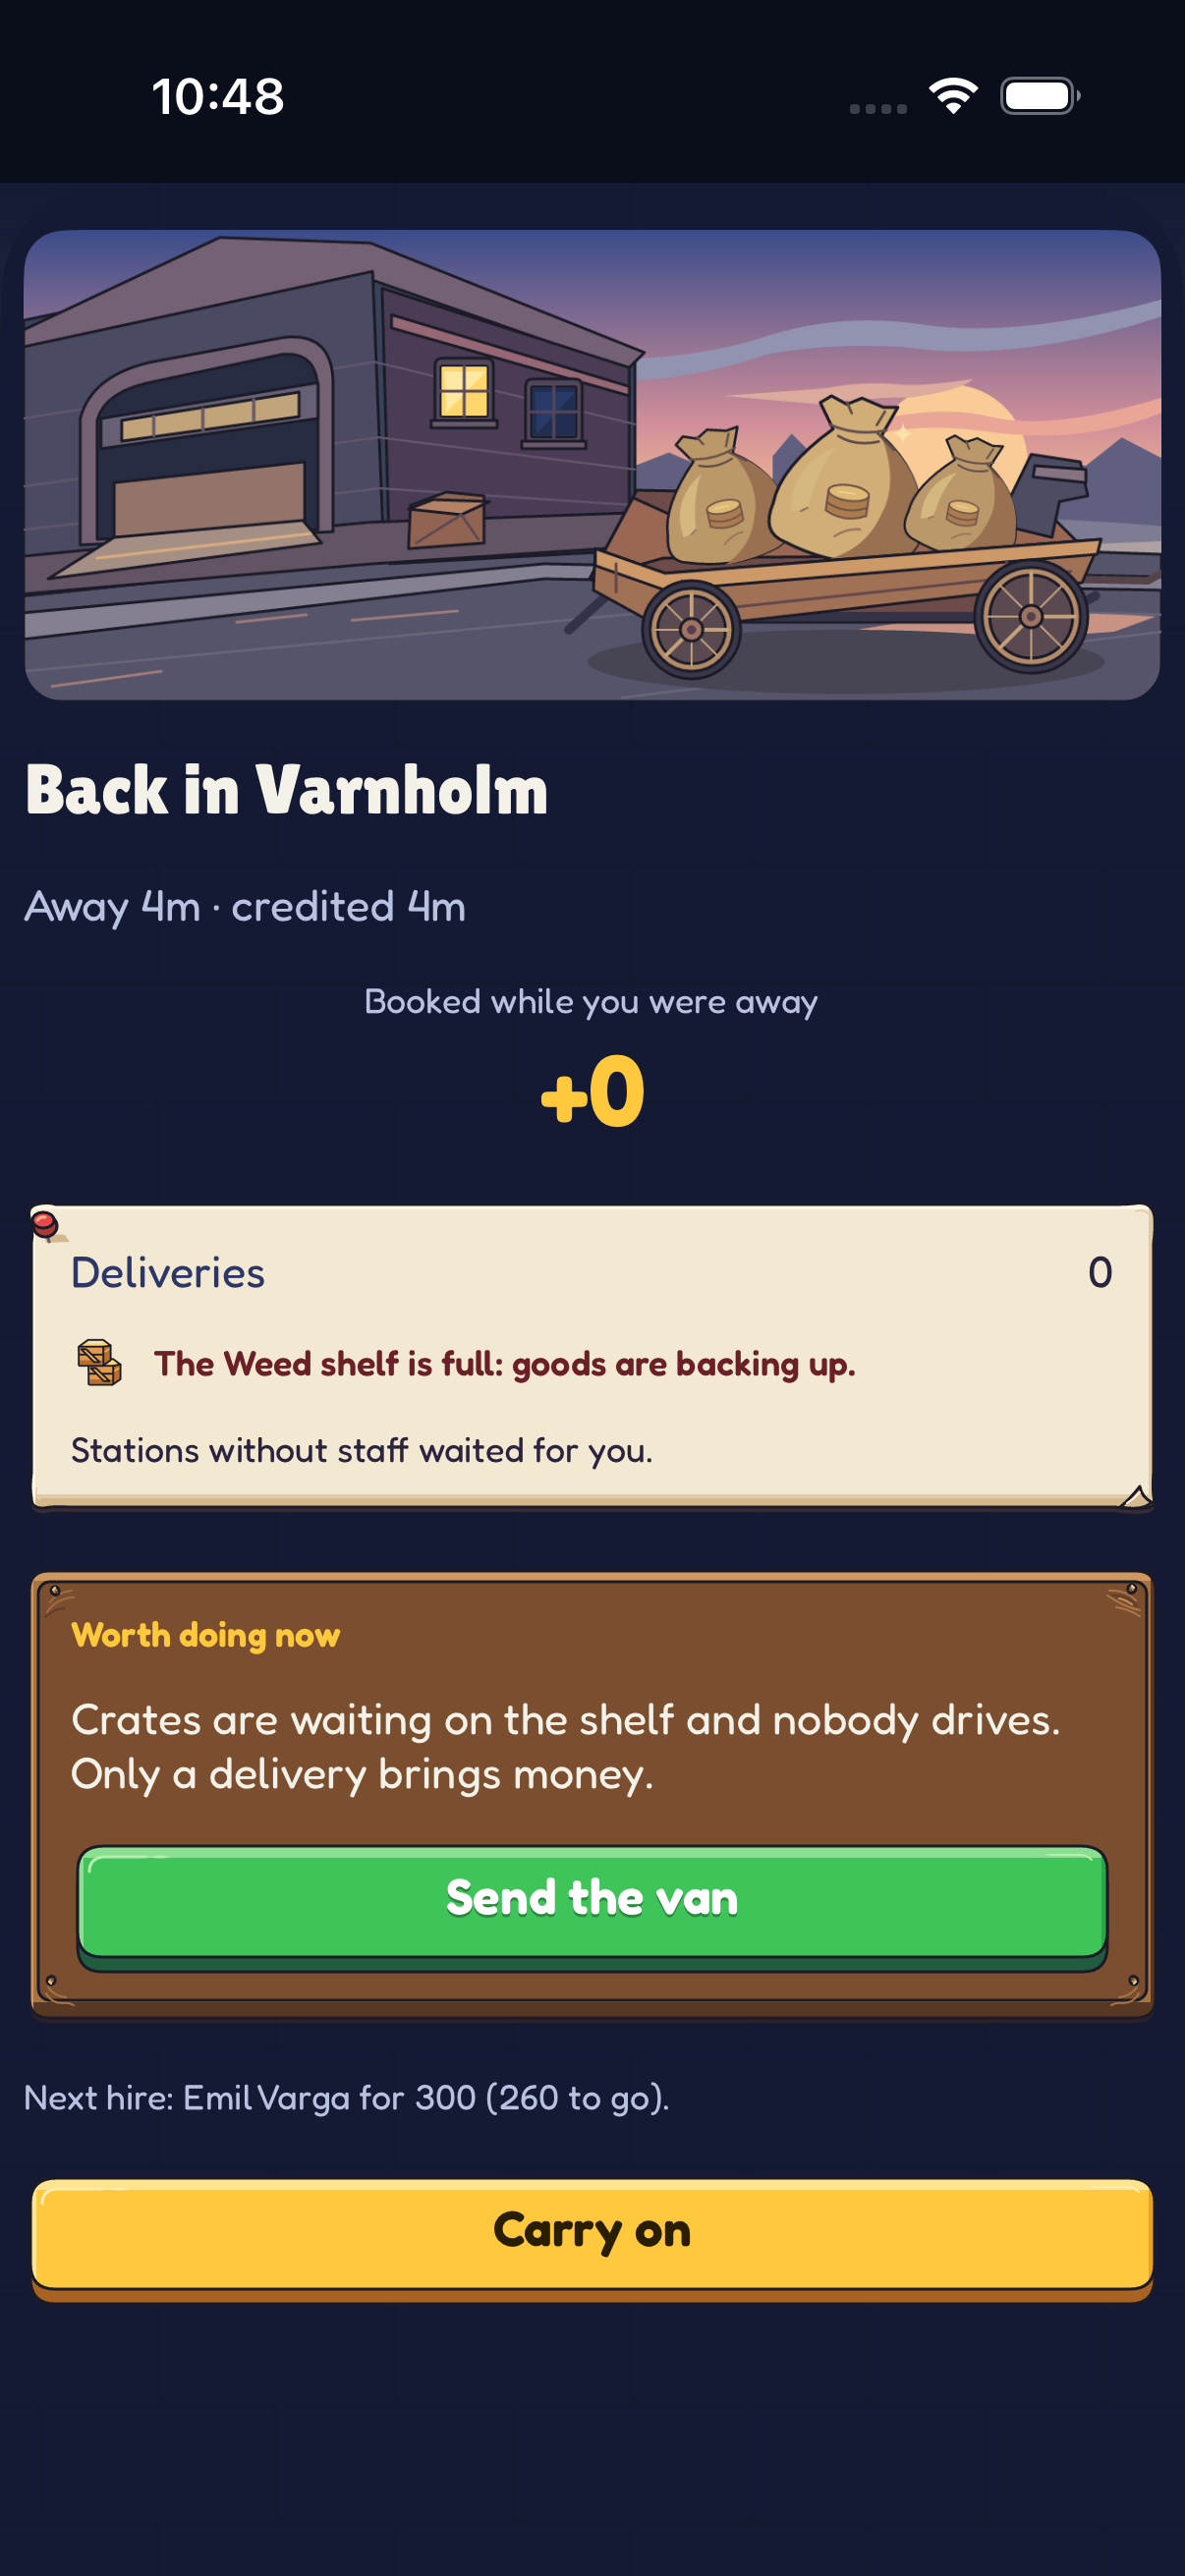 10:48
Back in Varnholm
Away 4m · credited 4m
Booked while you were away
+0
Deliveries 0
The Weed shelf is full: goods are backing up.
Stations without staff waited for you.
Worth doing now
Crates are waiting on the shelf and nobody drives.
Only a delivery brings money.
Send the van
Next hire: Emil Varga for 300 (260 to go).
Carry on